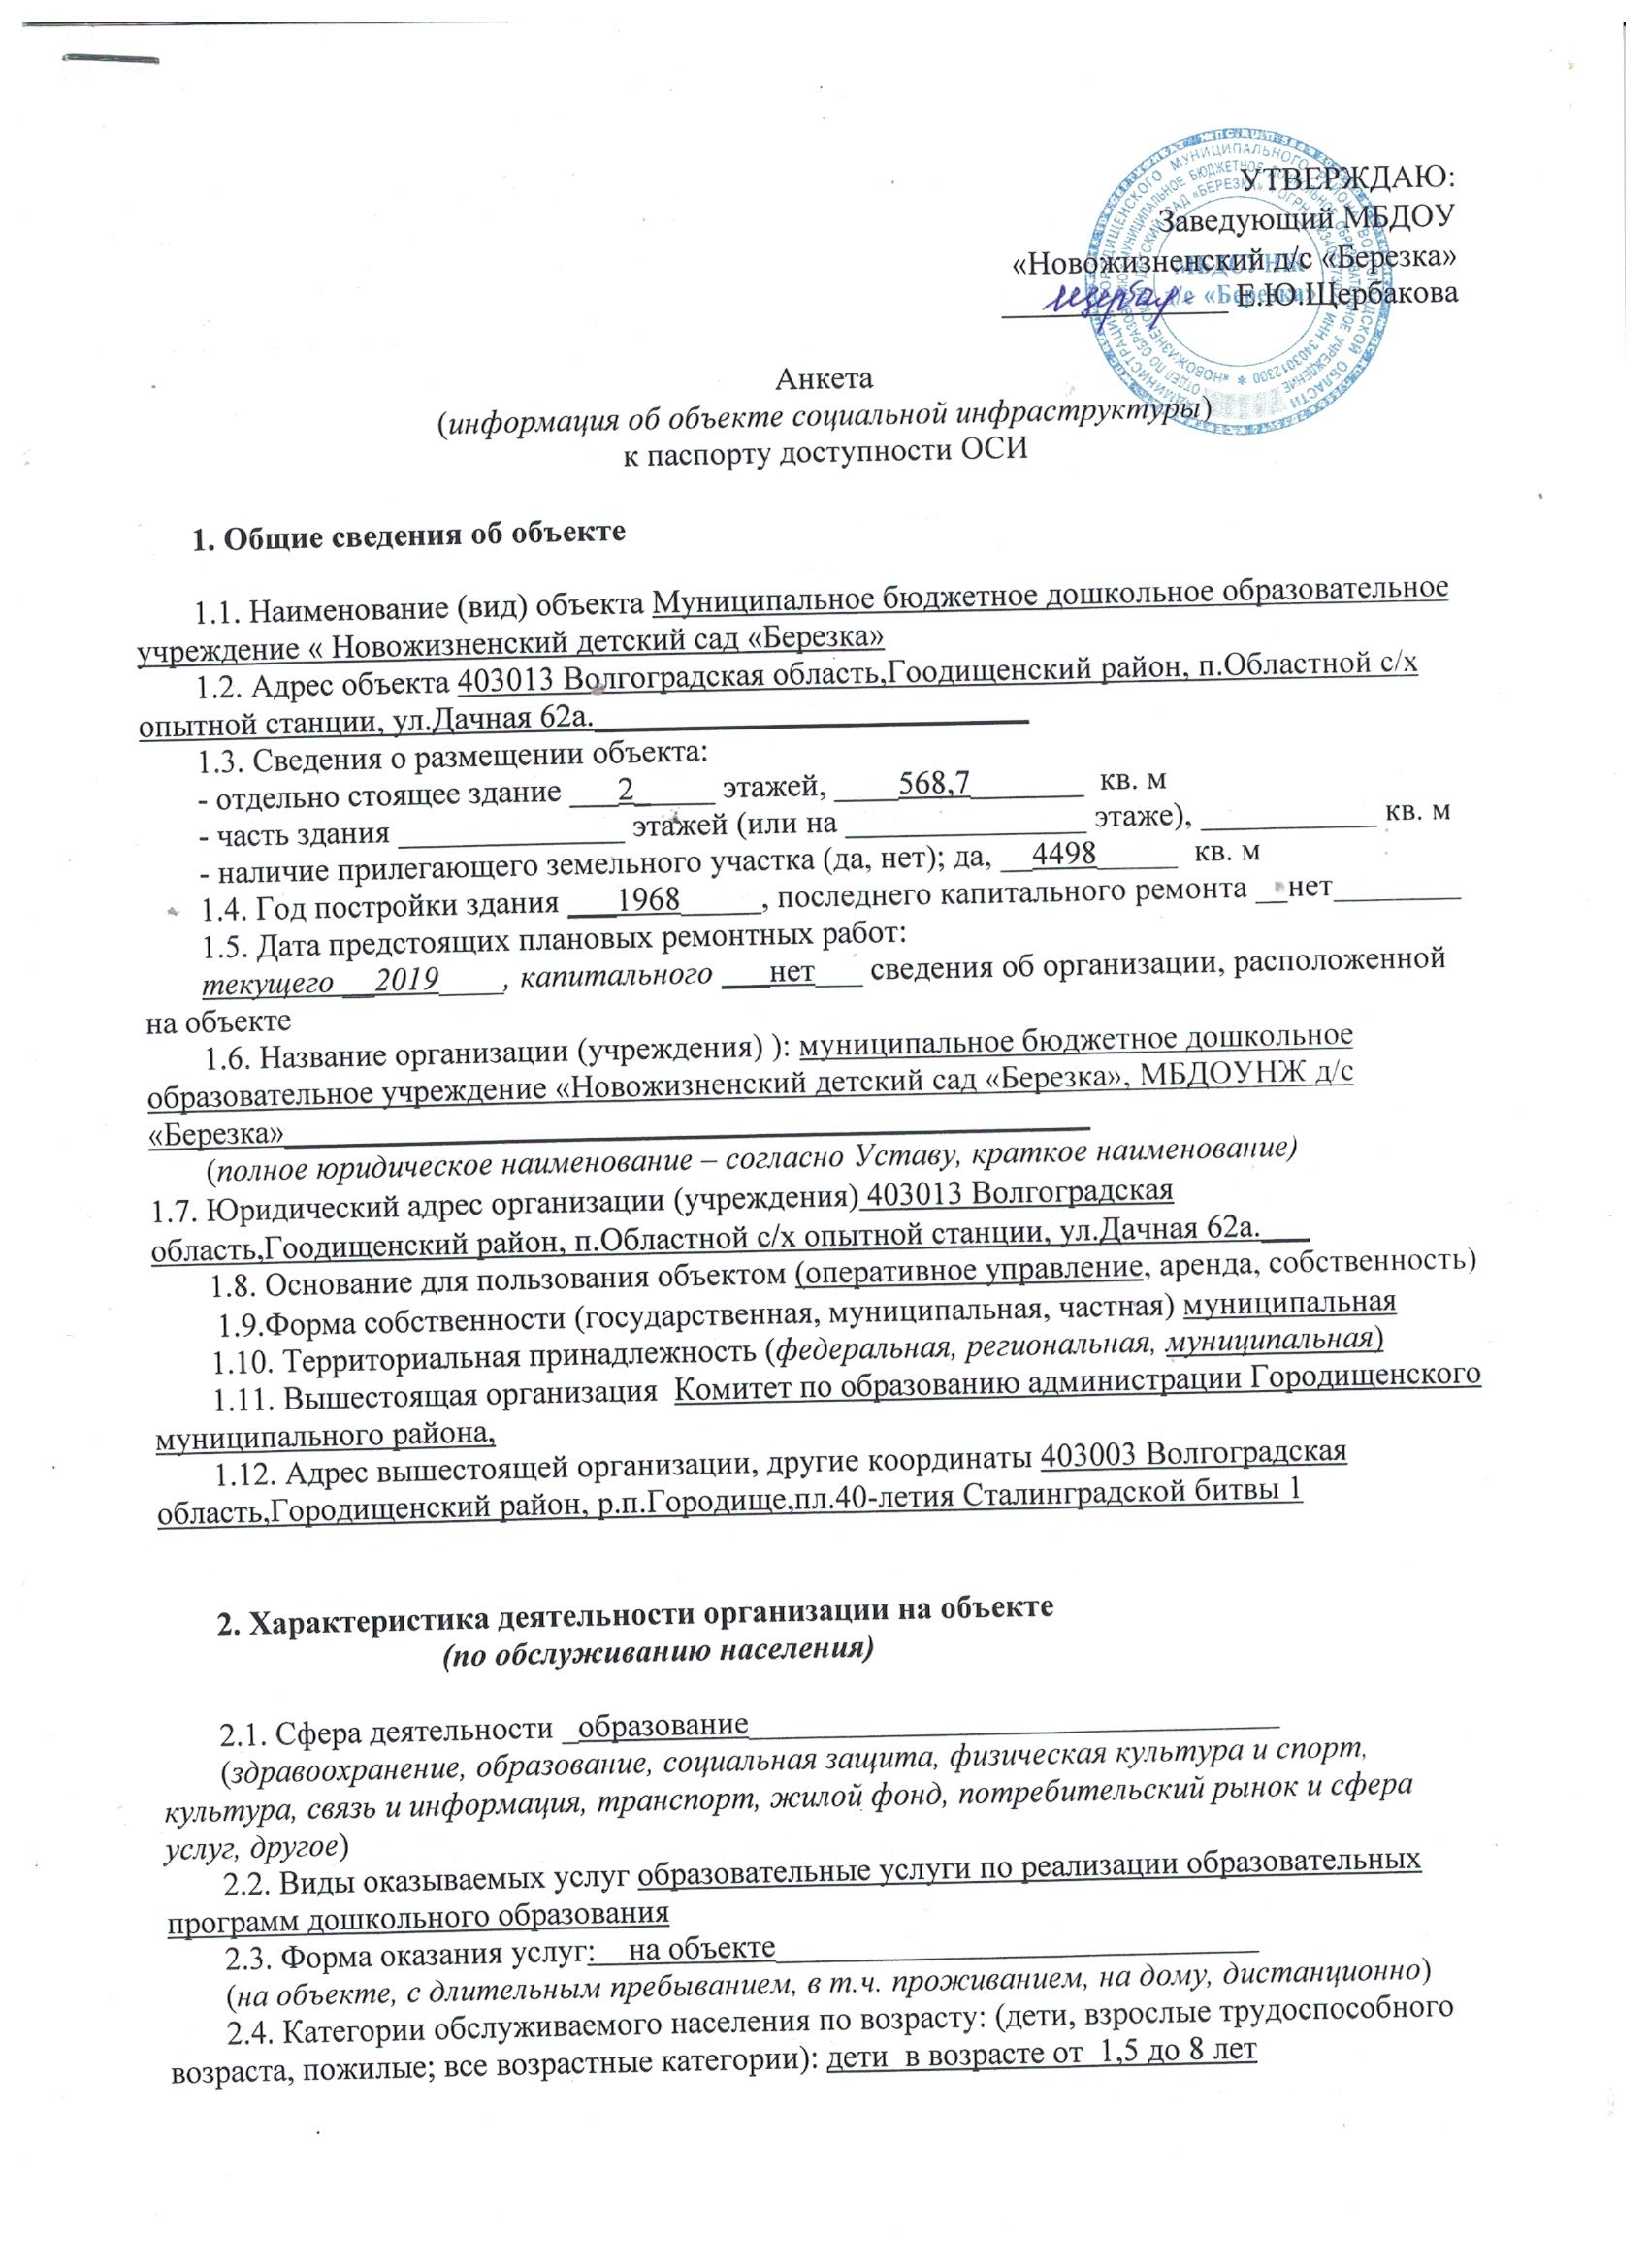 УТВЕРЖДАЮ:
Заведующий МБДОУ
«Новожизненский д/с «Березка»
Е.Ю.Щербакова
Анкета
(информация об объекте социальной инфраструктуры)
к паспорту доступности ОСИ
1. Общие сведения об объекте
1.1. Наименование (вид) объекта Муниципальное бюджетное дошкольное образовательное
учреждение « Новожизненский детский сад «Березка»
1.2. Адрес объекта 403013 Волгоградская область,Гоодищенский район, п.Областной с/х
опытной станции, ул.Дачная 62а.
1.3. Сведения о размещении объекта:
- отдельно стоящее здание ___2_____ этажей, ____568,7_______ кв. м
- часть здания ______________ этажей (или на _______________ этаже), ___________ кв. м
- наличие прилегающего земельного участка (да, нет); да, __4498_____ кв. м
1.4. Год постройки здания ___1968_____, последнего капитального ремонта __нет________
1.5. Дата предстоящих плановых ремонтных работ:
текущего __2019____, капитального ___нет___ сведения об организации, расположенной
на объекте
1.6. Название организации (учреждения) ): муниципальное бюджетное дошкольное
образовательное учреждение «Новожизненский детский сад «Березка», МБДОУНЖ д/с
«Березка»
(полное юридическое наименование – согласно Уставу, краткое наименование)
1.7. Юридический адрес организации (учреждения) 403013 Волгоградская
область,Гоодищенский район, п.Областной с/х опытной станции, ул.Дачная 62а.___
1.8. Основание для пользования объектом (оперативное управление, аренда, собственность)
1.9.Форма собственности (государственная, муниципальная, частная) муниципальная
1.10. Территориальная принадлежность (федеральная, региональная, муниципальная)
1.11. Вышестоящая организация Комитет по образованию администрации Городищенского
муниципального района,
1.12. Адрес вышестоящей организации, другие координаты 403003 Волгоградская
область,Городищенский район, р.п.Городище,пл.40-летия Сталинградской битвы 1
2. Характеристика деятельности организации на объекте
(по обслуживанию населения)
2.1. Сфера деятельности _образование
(здравоохранение, образование, социальная защита, физическая культура и спорт,
культура, связь и информация, транспорт, жилой фонд, потребительский рынок и сфера
услуг, другое)
2.2. Виды оказываемых услуг образовательные услуги по реализации образовательных
программ дошкольного образования
2.3. Форма оказания услуг: на объекте
(на объекте, с длительным пребыванием, в т.ч. проживанием, на дому, дистанционно)
2.4. Категории обслуживаемого населения по возрасту: (дети, взрослые трудоспособного
возраста, пожилые; все возрастные категории): дети в возрасте от 1,5 до 8 лет